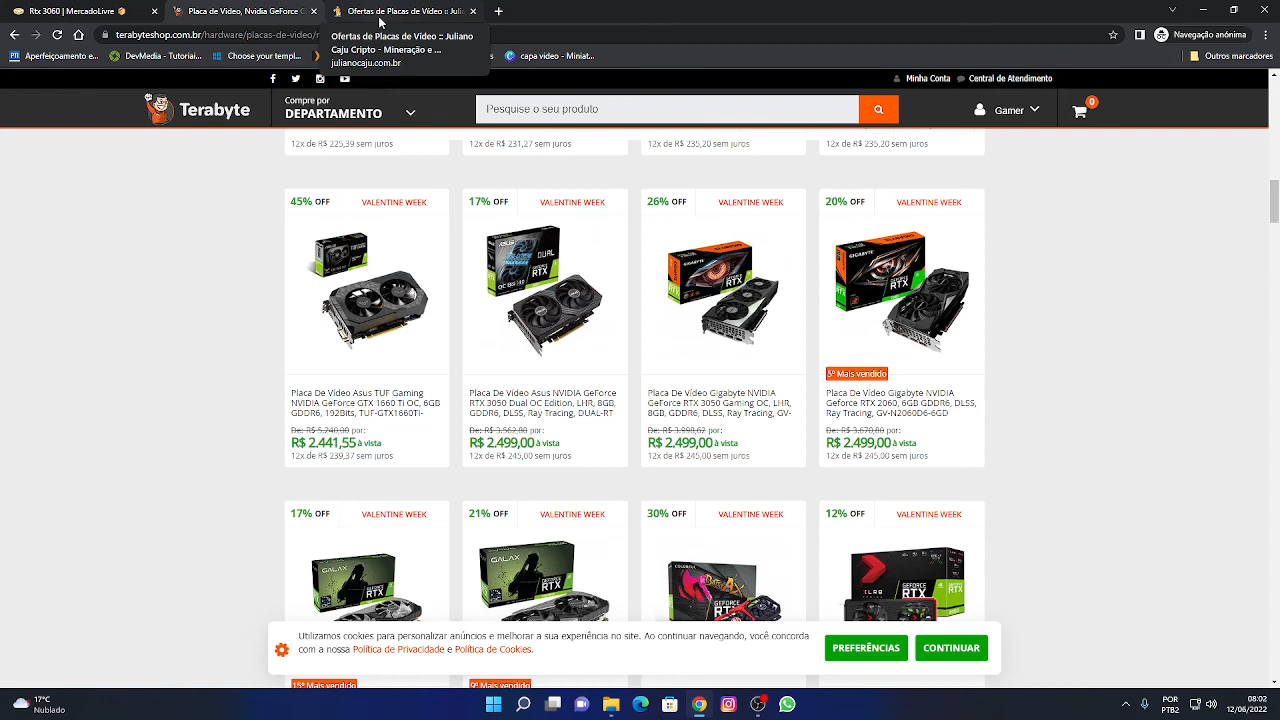 Rtx 3060 | MercadoLivre
Placa de Vídeo, Nvidia GeForce G
Ofertas de Placas de Vídeo :: Julia
terabyteshop.com.br/hardware/placas-de-video/
Navegação anônima
Ofertas de Placas de Vídeo :: Juliano
Caju Cripto - Mineração e ...
julianocaju.com.br
Aperfeiçoamento e...
DevMedia - Tutoriai...
Choose your templ...
capa video - Miniat...
Outros marcadores
Minha Conta
Central de Atendimento
Terabyte
Compre por
DEPARTAMENTO
Pesquise o seu produto
Gamer
0
12x de R$ 225,39 sem juros
12x de R$ 231,27 sem juros
12x de R$ 235,20 sem juros
12x de R$ 235,20 sem juros
45% OFF
VALENTINE WEEK
17% OFF
VALENTINE WEEK
26% OFF
VALENTINE WEEK
20% OFF
VALENTINE WEEK
5º Mais vendido
Placa De Vídeo Asus TUF Gaming
NVIDIA GeForce GTX 1660 Ti OC, 6GB
GDDR6, 192Bits, TUF-GTX1660TI-
De: R$ 5.240,00 por:
R$ 2.441,55 à vista
12x de R$ 239,37 sem juros
Placa De Vídeo Asus NVIDIA GeForce
RTX 3050 Dual OC Edition, LHR, 8GB,
GDDR6, DLSS, Ray Tracing, DUAL-RT
De: R$ 3.562,80 por:
R$ 2.499,00 à vista
12x de R$ 245,00 sem juros
Placa De Vídeo Gigabyte NVIDIA
GeForce RTX 3050 Gaming OC, LHR,
8GB, GDDR6, DLSS, Ray Tracing, GV-
De: R$ 3.998,62 por:
R$ 2.499,00 à vista
12x de R$ 245,00 sem juros
Placa De Vídeo Gigabyte NVIDIA
GeForce RTX 2060, 6GB GDDR6, DLSS,
Ray Tracing, GV-N2060D6-6GD
De: R$ 3.670,80 por:
R$ 2.499,00 à vista
12x de R$ 245,00 sem juros
17% OFF
VALENTINE WEEK
21% OFF
VALENTINE WEEK
30% OFF
VALENTINE WEEK
12% OFF
VALENTINE WEEK
Utilizamos cookies para personalizar anúncios e melhorar a sua experiência no site. Ao continuar navegando, você concorda
com a nossa Política de Privacidade e Política de Cookies.
PREFERÊNCIAS
CONTINUAR
15º Mais vendido
9º Mais vendido
17°C
Nublado
POR
PTB2
08:02
12/06/2022